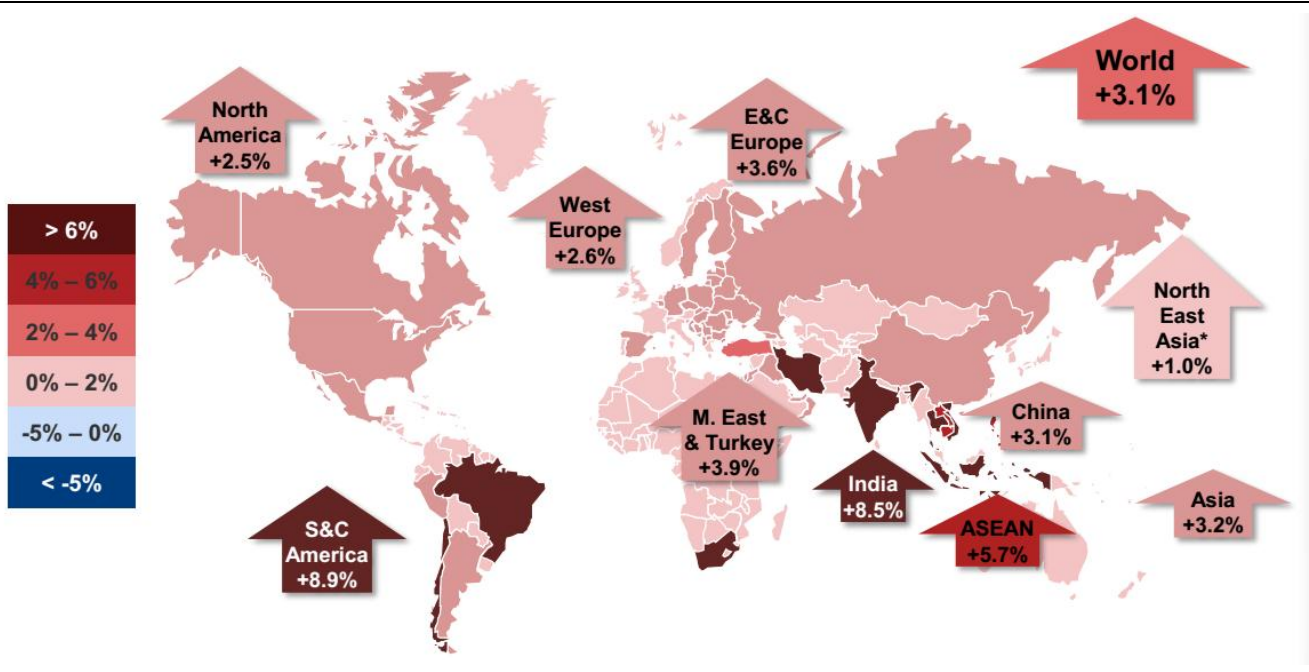 World
+3.1%
North
America
+2.5%
E&C
Europe
+3.6%
West
Europe
+2.6%
> 6%
4% – 6%
2% – 4%
0% – 2%
-5% – 0%
< -5%
North
East
Asia*
+1.0%
M. East
& Turkey
+3.9%
China
+3.1%
India
+8.5%
ASEAN
+5.7%
Asia
+3.2%
S&C
America
+8.9%